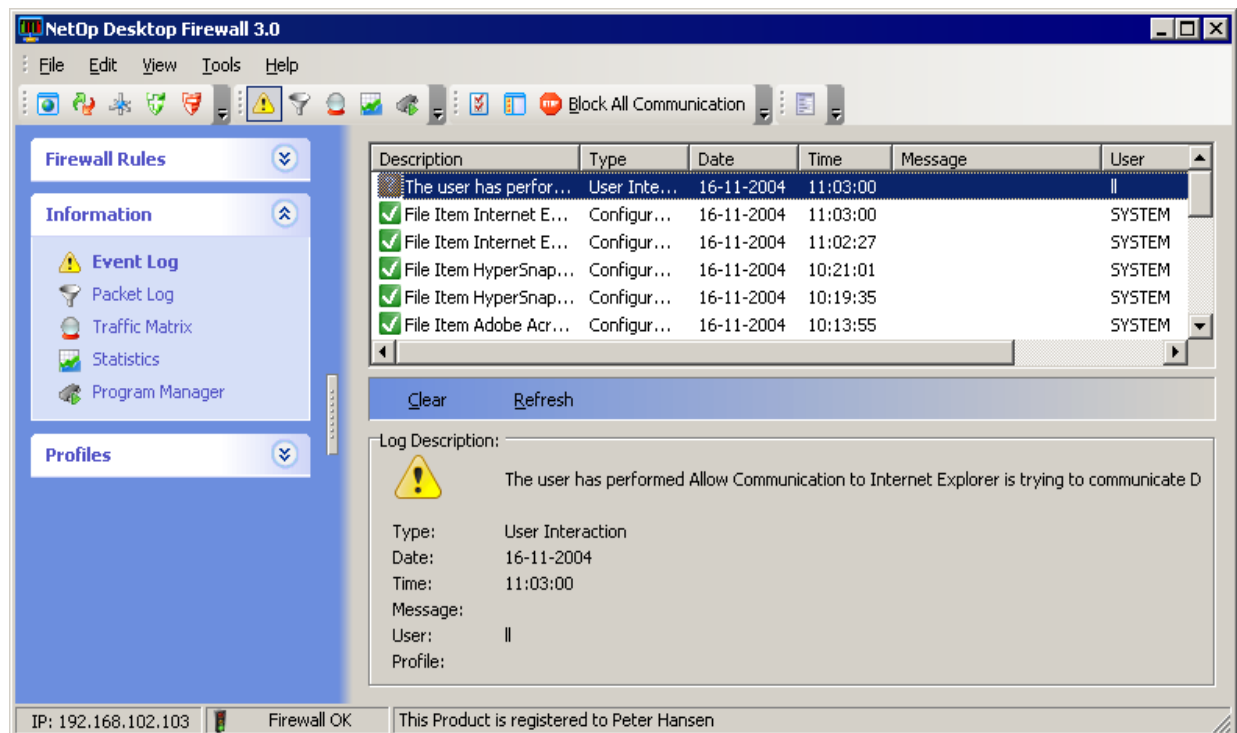 NetOp Desktop Firewall 3.0
File Edit View Tools Help
Block All Communication
Firewall Rules
Information
Event Log
Packet Log
Traffic Matrix
Statistics
Program Manager
Profiles
Description Type Date Time Message User
The user has perfor... User Inte... 16-11-2004 11:03:00 ll
File Item Internet E... Configur... 16-11-2004 11:03:00 SYSTEM
File Item Internet E... Configur... 16-11-2004 11:02:27 SYSTEM
File Item HyperSnap... Configur... 16-11-2004 10:21:01 SYSTEM
File Item HyperSnap... Configur... 16-11-2004 10:19:35 SYSTEM
File Item Adobe Acr... Configur... 16-11-2004 10:13:55 SYSTEM
Clear Refresh
Log Description:
The user has performed Allow Communication to Internet Explorer is trying to communicate D
Type: User Interaction
Date: 16-11-2004
Time: 11:03:00
Message:
User: ll
Profile:
IP: 192.168.102.103 Firewall OK This Product is registered to Peter Hansen